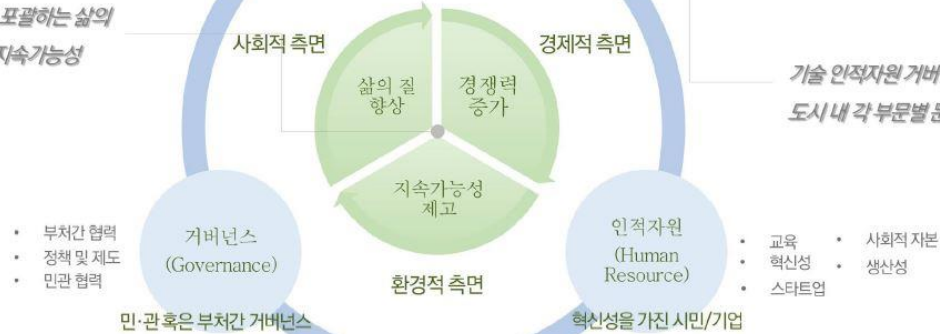 포괄하는 삶의
지속가능성
사회적 측면
경제적 측면
삶의 질
향상
경쟁력
증가
기술 인적자원 거버
도시 내 각 부문별 문
지속가능성
제고
거버넌스
(Governance)
• 부처간 협력
• 정책 및 제도
• 민관 협력
인적자원
(Human
Resource)
• 교육
• 혁신성
• 스타트업
• 사회적 자본
• 생산성
환경적 측면
민·관 혹은 부처간 거버넌스
혁신성을 가진 시민/기업